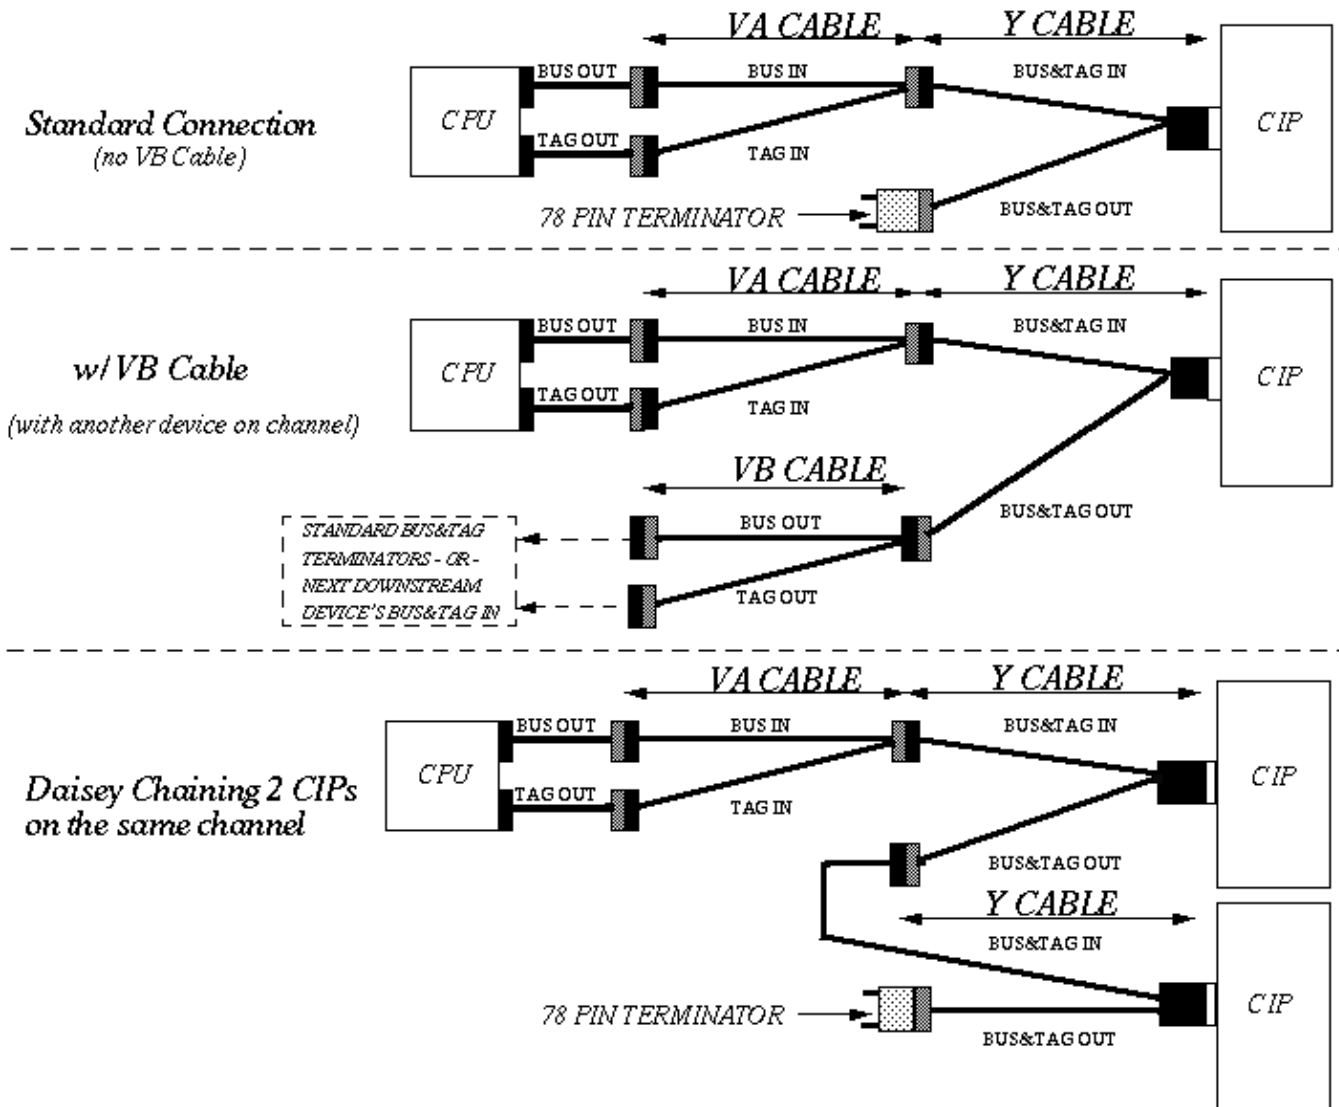 VA CABLE Y CABLE
BUS OUT BUS IN BUS&TAG IN
CPU CIP
Standard Connection
(no VB Cable)
TAG OUT TAG IN
78 PIN TERMINATOR BUS&TAG OUT
VA CABLE Y CABLE
BUS OUT BUS IN BUS&TAG IN
w/ VB Cable CPU CIP
TAG OUT TAG IN
(with another device on channel)
VB CABLE
BUS OUT BUS&TAG OUT
STANDARD BUS&TAG
TERMINATORS - OR -
NEXT DOWNSTREAM
DEVICE'S BUS&TAG IN
TAG OUT
VA CABLE Y CABLE
BUS OUT BUS IN BUS&TAG IN
CPU CIP
Daisey Chaining 2 CIPs
on the same channel
TAG OUT TAG IN
BUS&TAG OUT
Y CABLE
BUS&TAG IN
78 PIN TERMINATOR CIP
BUS&TAG OUT